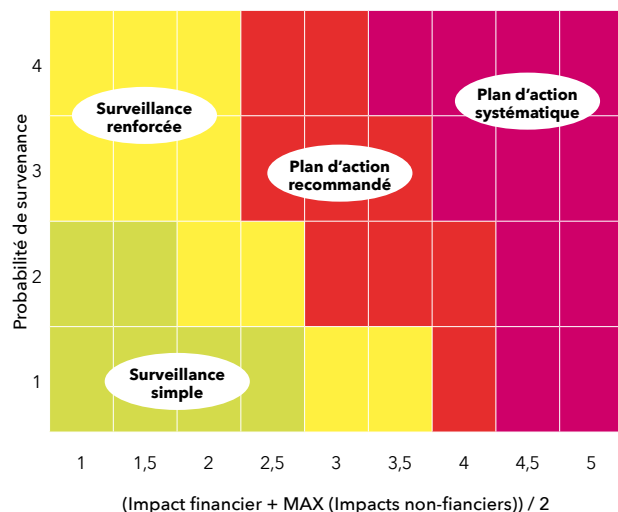 Probabilité de survenance
4
3
2
1
Surveillance
renforcée
Plan d'action
systématique
Plan d'action
recommandé
Surveillance
simple
1 1,5 2 2,5 3 3,5 4 4,5 5
(Impact financier + MAX (Impacts non-fianciers)) / 2